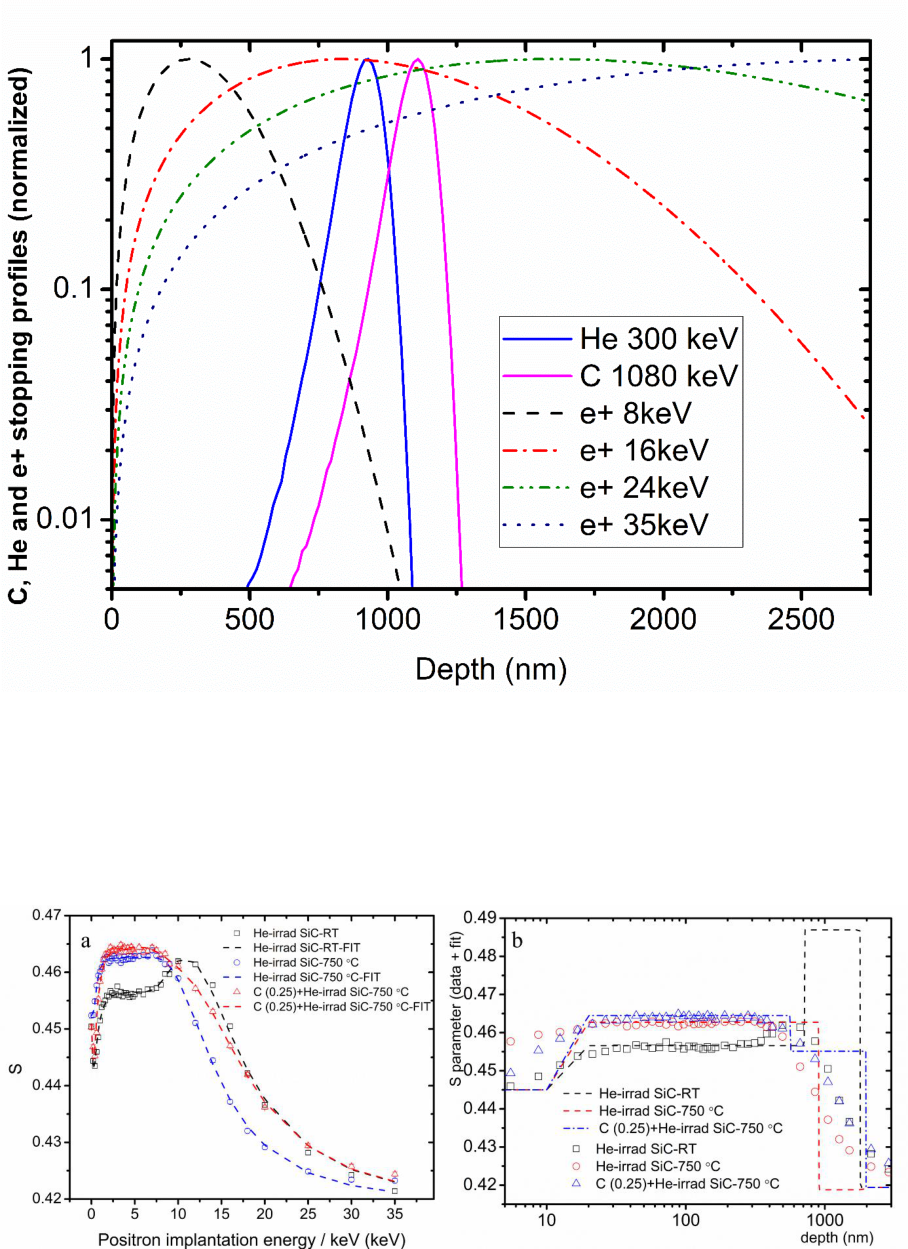 C, He and e+ stopping profiles (normalized)
1
0.1
0.01
He 300 keV
C 1080 keV
e+ 8keV
e+ 16keV
e+ 24keV
e+ 35keV
0 500 1000 1500 2000 2500
Depth (nm)
0.47
0.46
0.45
0.44
0.43
0.42
S
a
He-irrad SiC-RT
He-irrad SiC-RT-FIT
He-irrad SiC-750 °C
He-irrad SiC-750 °C-FIT
C (0.25)+He-irrad SiC-750 °C
C (0.25)+He-irrad SiC-750 °C-FIT
0 5 10 15 20 25 30 35
Positron implantation energy / keV (keV)
0.49
0.48
0.46
0.45
0.43
0.42
S parameter (data + fit)
b
He-irrad SiC-RT
He-irrad SiC-750 °C
C (0.25)+He-irrad SiC-750 °C
He-irrad SiC-RT
He-irrad SiC-750 °C
C (0.25)+He-irrad SiC-750 °C
10 100 1000
depth (nm)